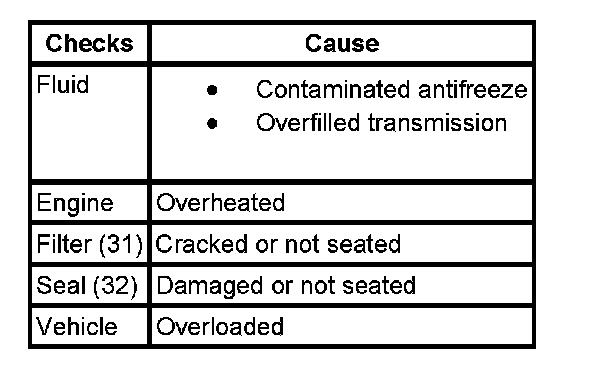 Checks Cause
Fluid • Contaminated antifreeze
• Overfilled transmission
Engine Overheated
Filter (31) Cracked or not seated
Seal (32) Damaged or not seated
Vehicle Overloaded